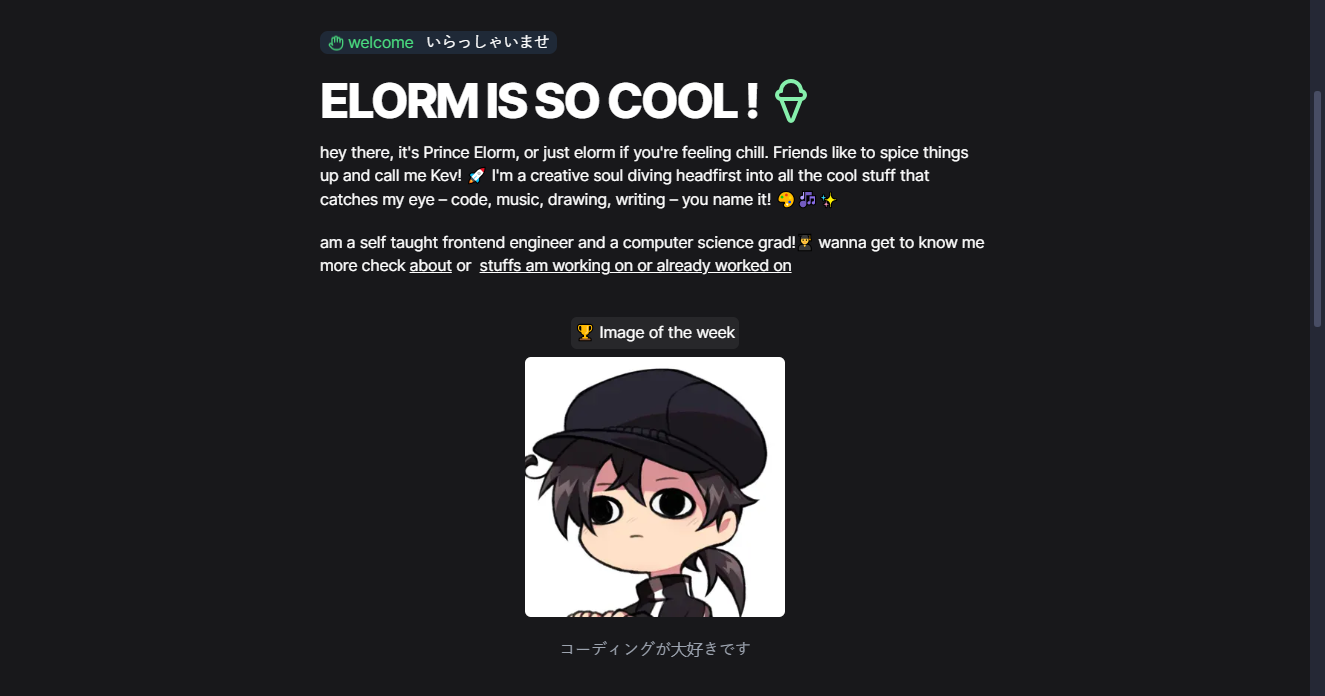 welcome いらっしゃいませ
ELORM IS SO COOL !
hey there, it's Prince Elorm, or just elorm if you're feeling chill. Friends like to spice things
up and call me Kev! 🚀 I'm a creative soul diving headfirst into all the cool stuff that
catches my eye – code, music, drawing, writing – you name it! 🎨 🎶 ✨
am a self taught frontend engineer and a computer science grad!👨‍🎓 wanna get to know me
more check about or stuffs am working on or already worked on
🏆 Image of the week
コーディングが大好きです